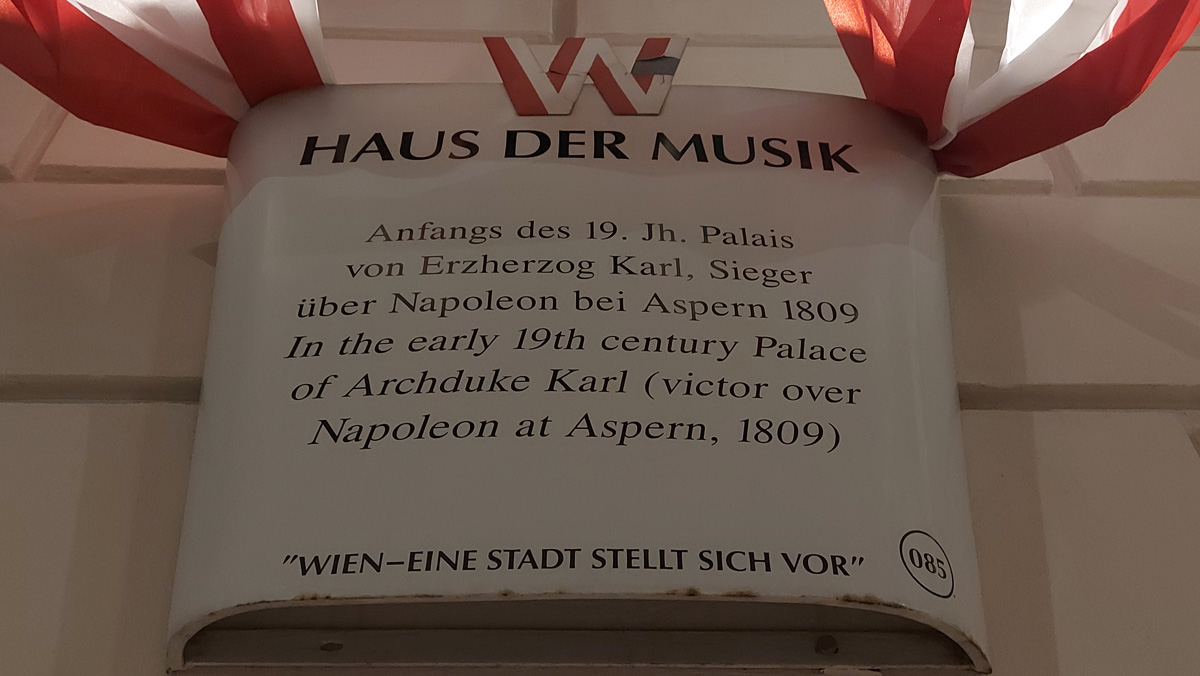 W
HAUS DER MUSIK
Anfangs des 19. Jh. Palais
von Erzherzog Karl, Sieger
über Napoleon bei Aspern 1809
In the early 19th century Palace
of Archduke Karl (victor over
Napoleon at Aspern, 1809)
"WIEN–EINE STADT STELLT SICH VOR"
085